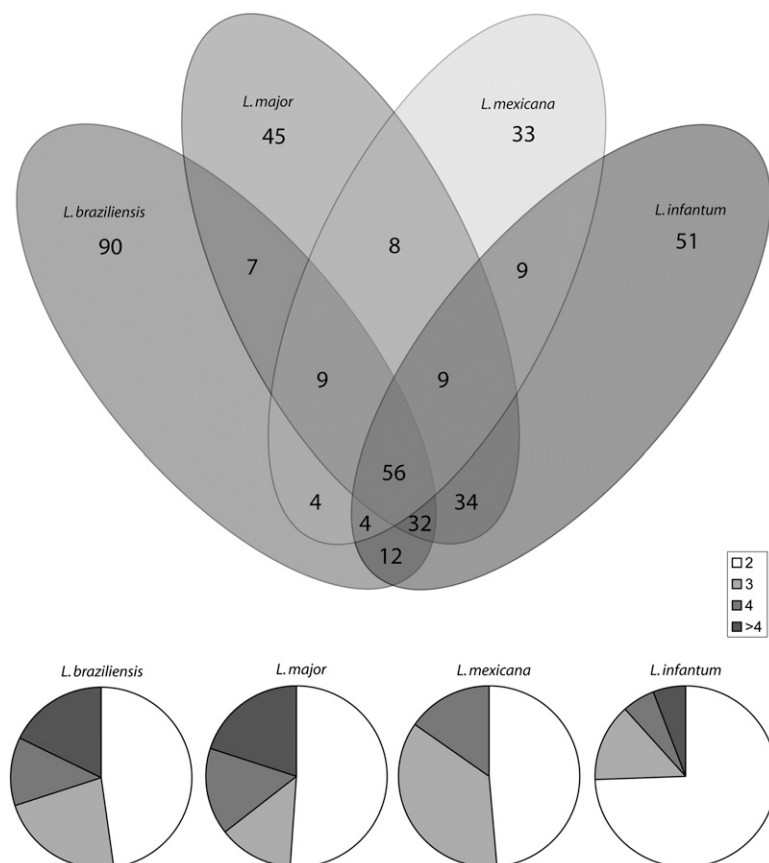 L. major
45
L. mexicana
33
L. braziliensis
90
L. infantum
51
7
8
9
9
9
56
4
34
4
32
12
2
3
4
>4
L. braziliensis
L. major
L. mexicana
L. infantum